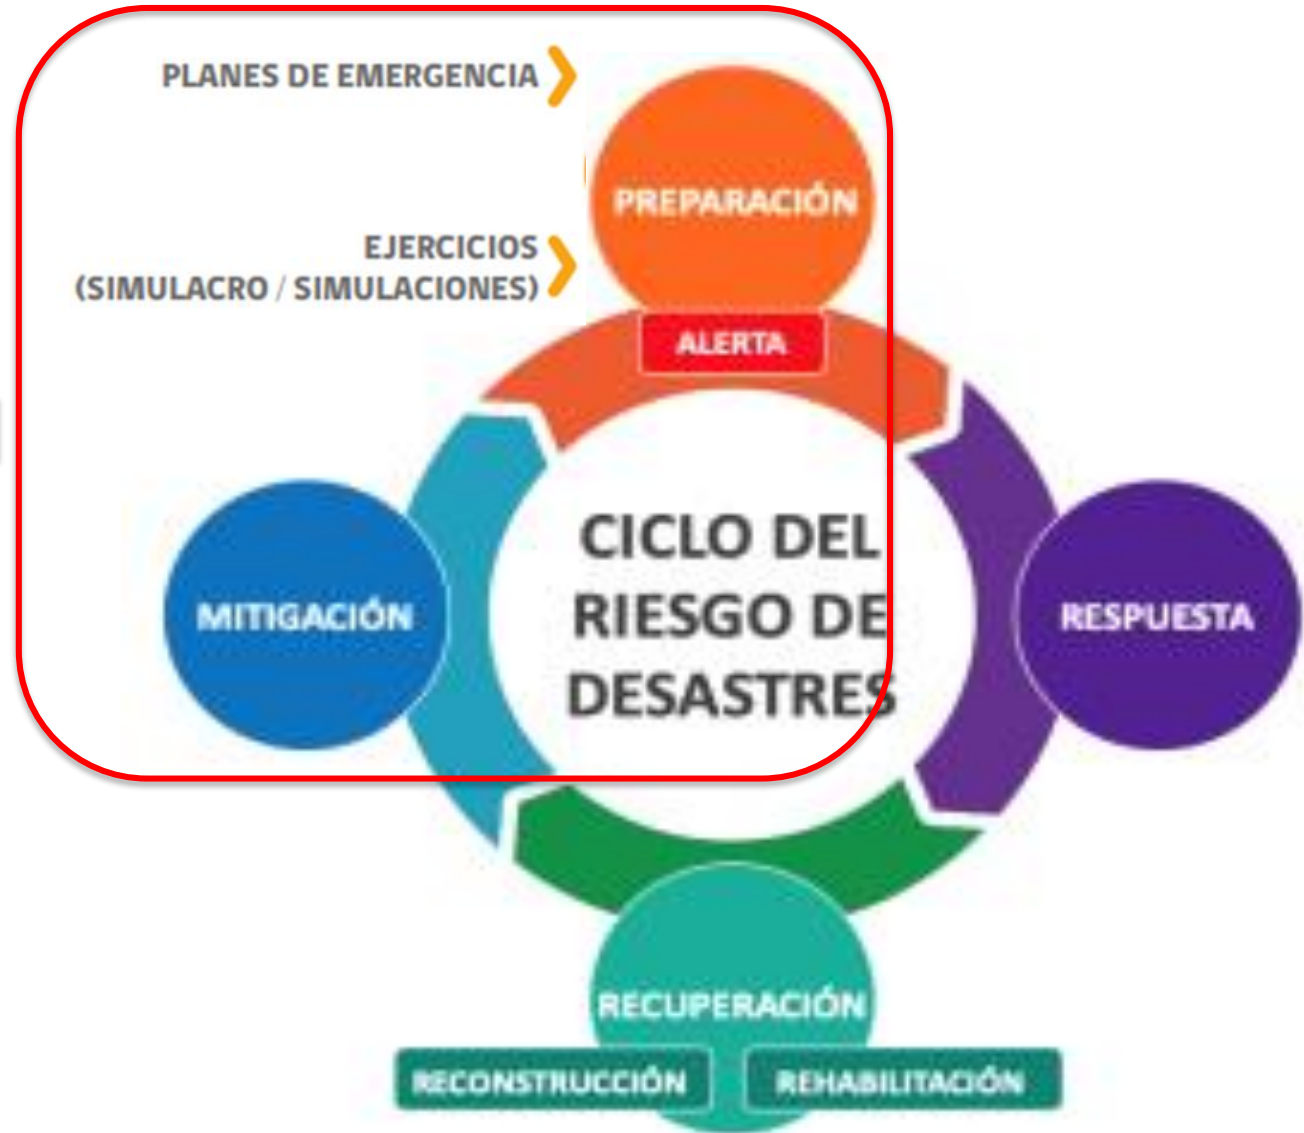 PLANES DE EMERGENCIA
PREPARACIÓN
EJERCICIOS
(SIMULACRO / SIMULACIONES)
ALERTA
CICLO DEL
RIESGO DE
DESASTRES
MITIGACIÓN
RESPUESTA
RECUPERACIÓN
RECONSTRUCCIÓN
REHABILITACIÓN